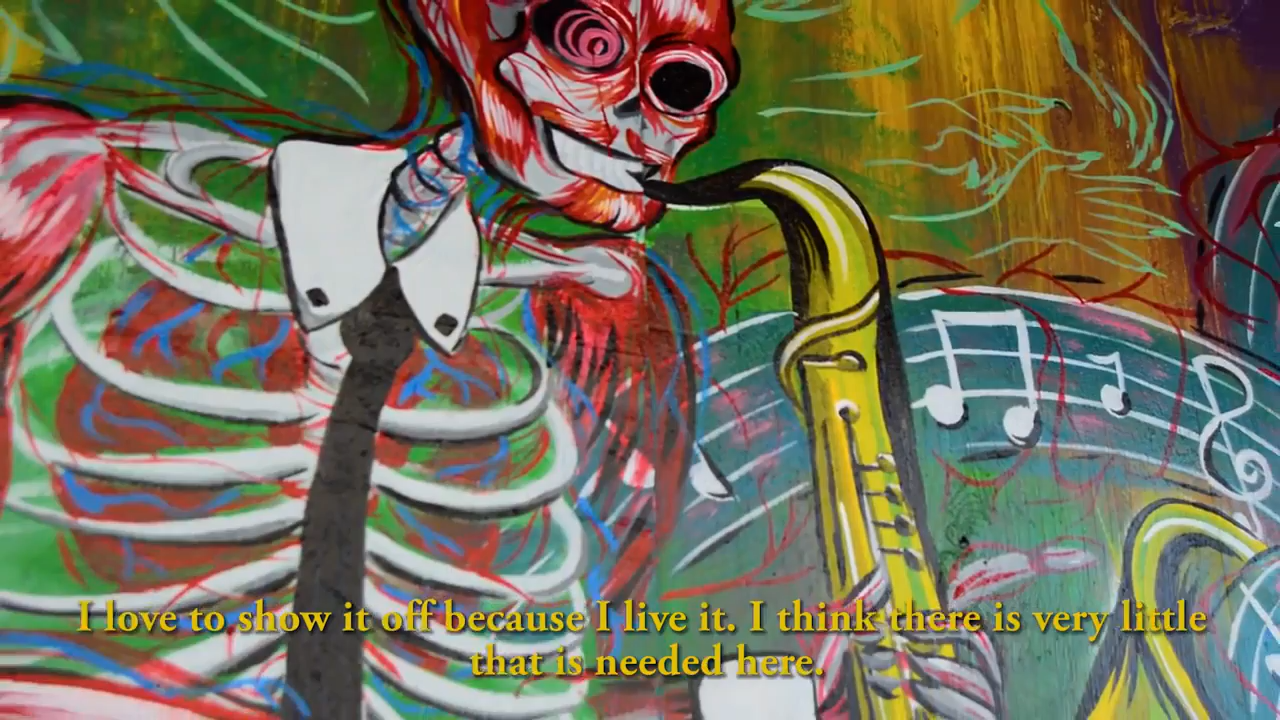 I love to show it off because I live it. I think there is very little
that is needed here.